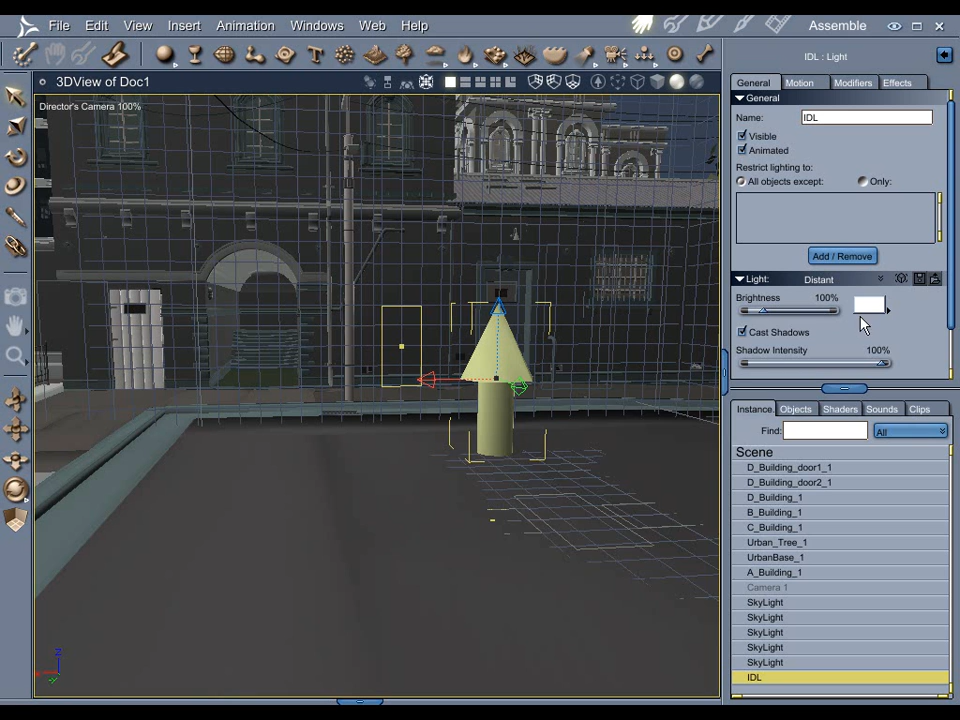 File Edit View Insert Animation Windows Web Help Assemble
3DView of Doc1
Director's Camera 100%
IDL : Light
General Motion Modifiers Effects
General
Name: IDL
Visible
Animated
Restrict lighting to:
All objects except: Only:
Add / Remove
Light: Distant
Brightness 100%
Cast Shadows
Shadow Intensity 100%
Instance Objects Shaders Sounds Clips
Find: All
Scene
D_Building_door1_1
D_Building_door2_1
D_Building_1
B_Building_1
C_Building_1
Urban_Tree_1
UrbanBase_1
A_Building_1
Camera 1
SkyLight
SkyLight
SkyLight
SkyLight
SkyLight
IDL
Z